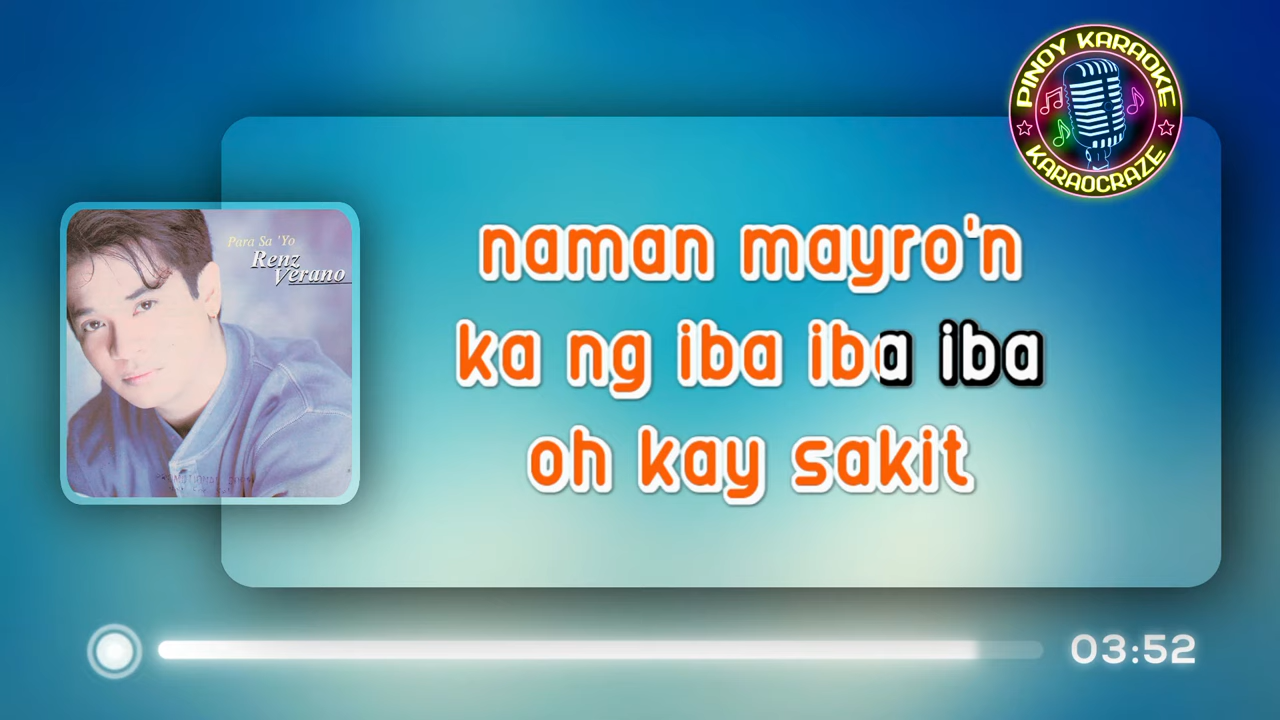 PINOY KARAOKE
KARAOCRAZE
Para Sa 'Yo
Renz
Verano
naman mayro'n
ka ng iba iba iba
oh kay sakit
03:52